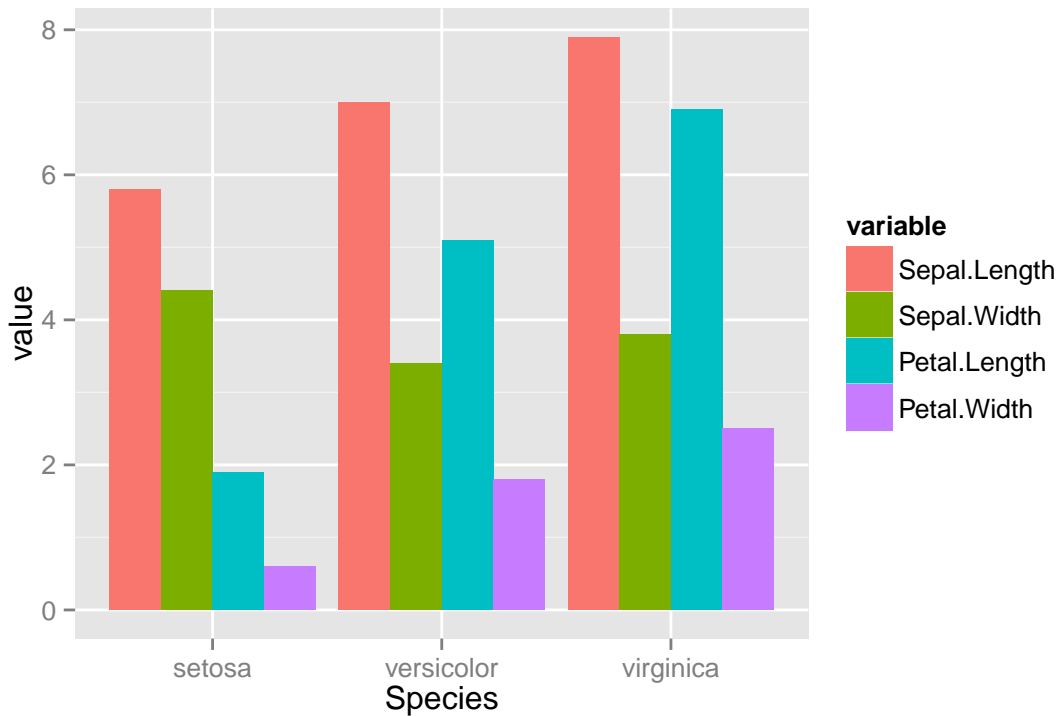 8
6
4
2
0
value
setosa
versicolor
virginica
Species
variable
Sepal.Length
Sepal.Width
Petal.Length
Petal.Width